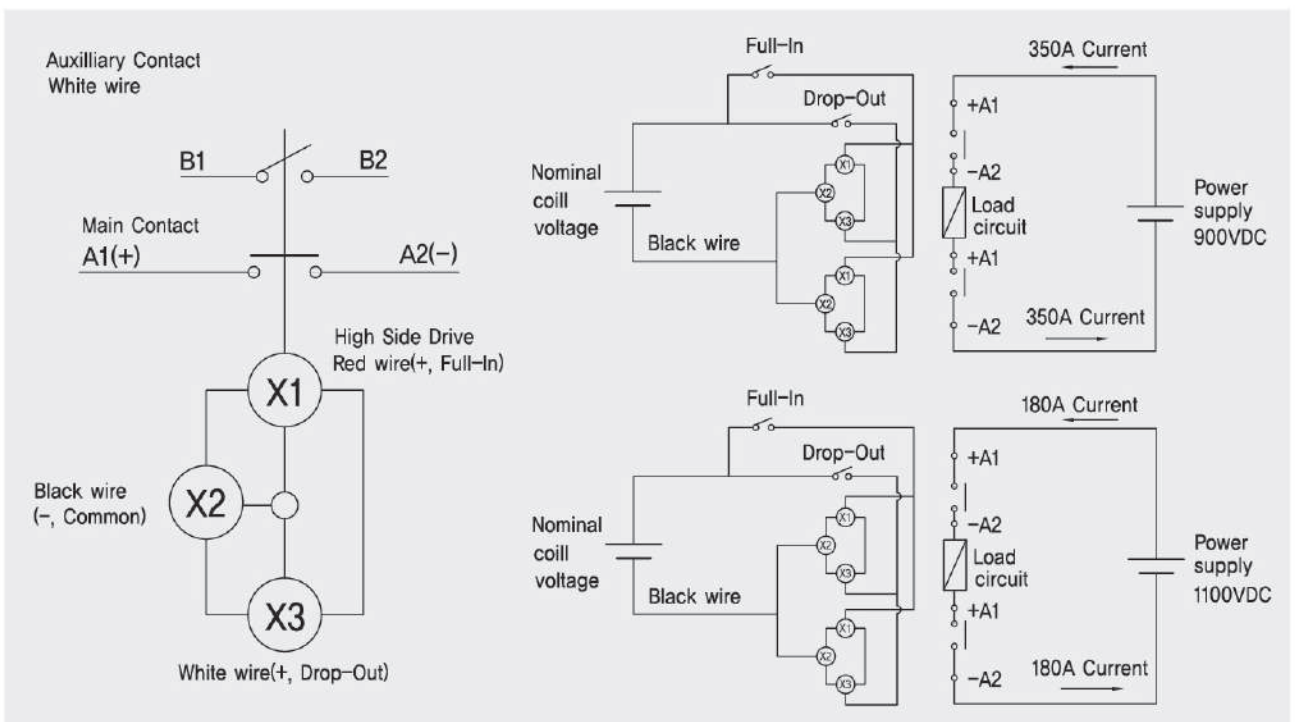 Auxilliary Contact
White wire
B1
B2
Main Contact
A1(+)
A2(-)
High Side Drive
Red wire(+, Full-In)
X1
Black wire
(-, Common)
X2
X3
White wire(+, Drop-Out)
Full-In
Drop-Out
Nominal
coill
voltage
Black wire
X1
X2
X3
X1
X2
X3
350A Current
+A1
-A2
Load
circuit
+A1
-A2
350A Current
Power
supply
900VDC
Full-In
Drop-Out
Nominal
coill
voltage
Black wire
X1
X2
X3
X1
X2
X3
180A Current
+A1
-A2
Load
circuit
+A1
-A2
180A Current
Power
supply
1100VDC